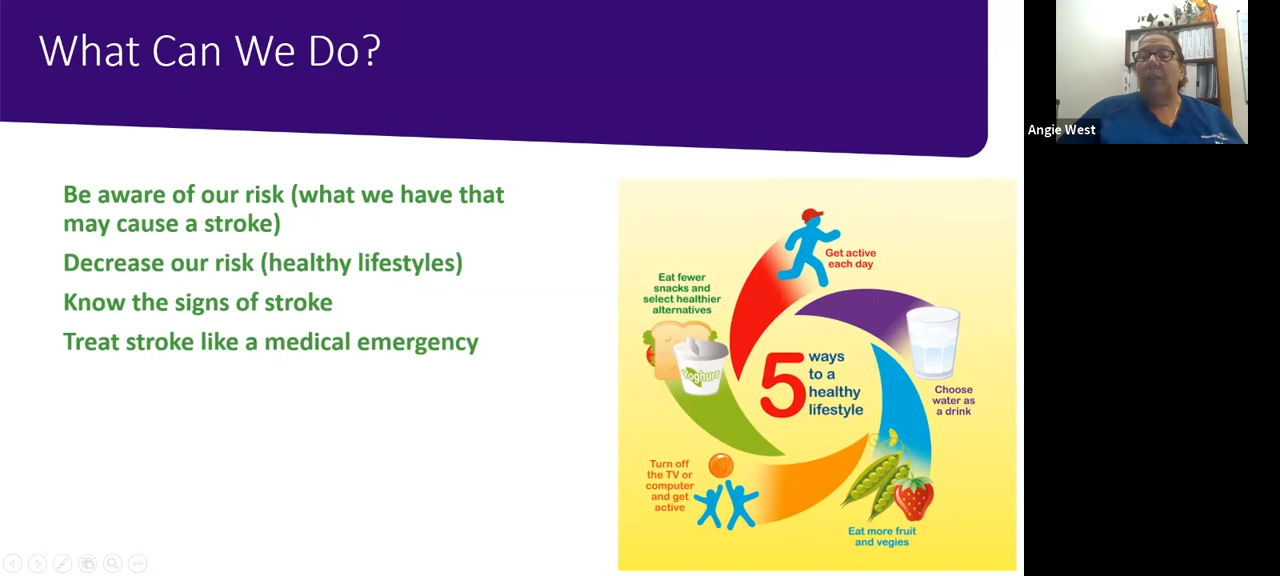 What Can We Do?
Angie West
Be aware of our risk (what we have that
may cause a stroke)
Decrease our risk (healthy lifestyles)
Know the signs of stroke
Treat stroke like a medical emergency
Get active
each day
Eat fewer
snacks and
select healthier
alternatives
Yoghurt
5
ways
to a
healthy
lifestyle
Choose
water as
a drink
Turn off
the TV or
computer
and get
active
Eat more fruit
and vegies